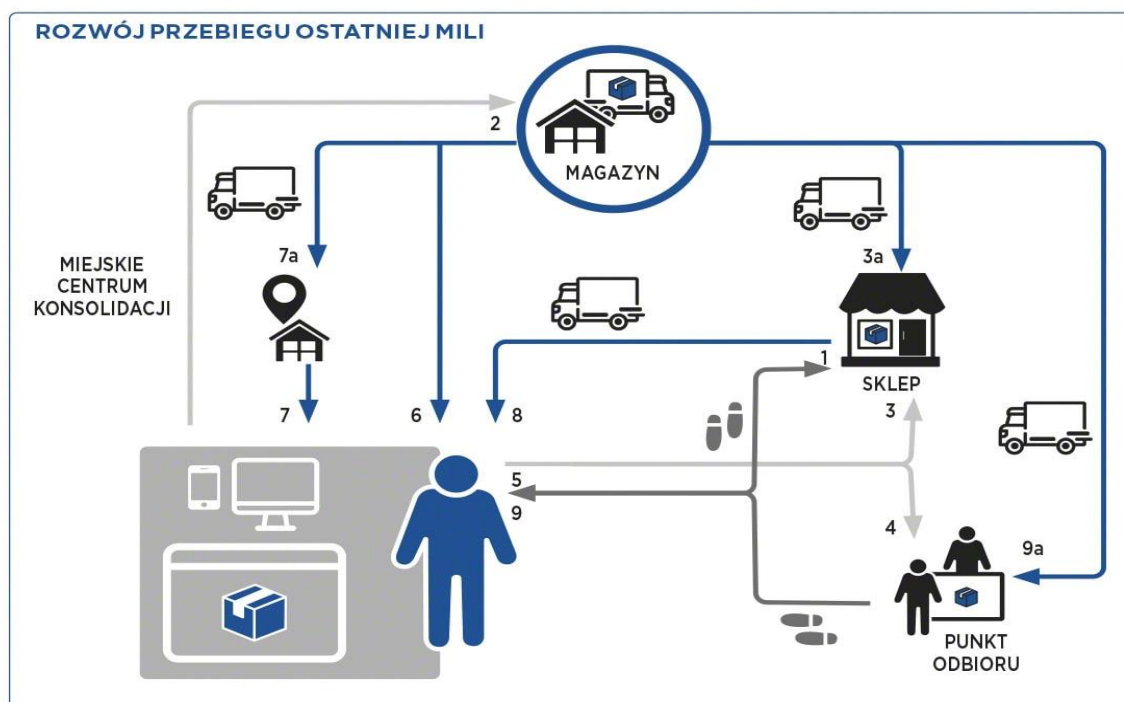 ROZWÓJ PRZEBIEGU OSTATNIEJ MILI
2
MAGAZYN
7a
3a
MIEJSKIE
CENTRUM
KONSOLIDACJI
1
SKLEP
7
6
8
3
5
9
4
9a
PUNKT
ODBIORU